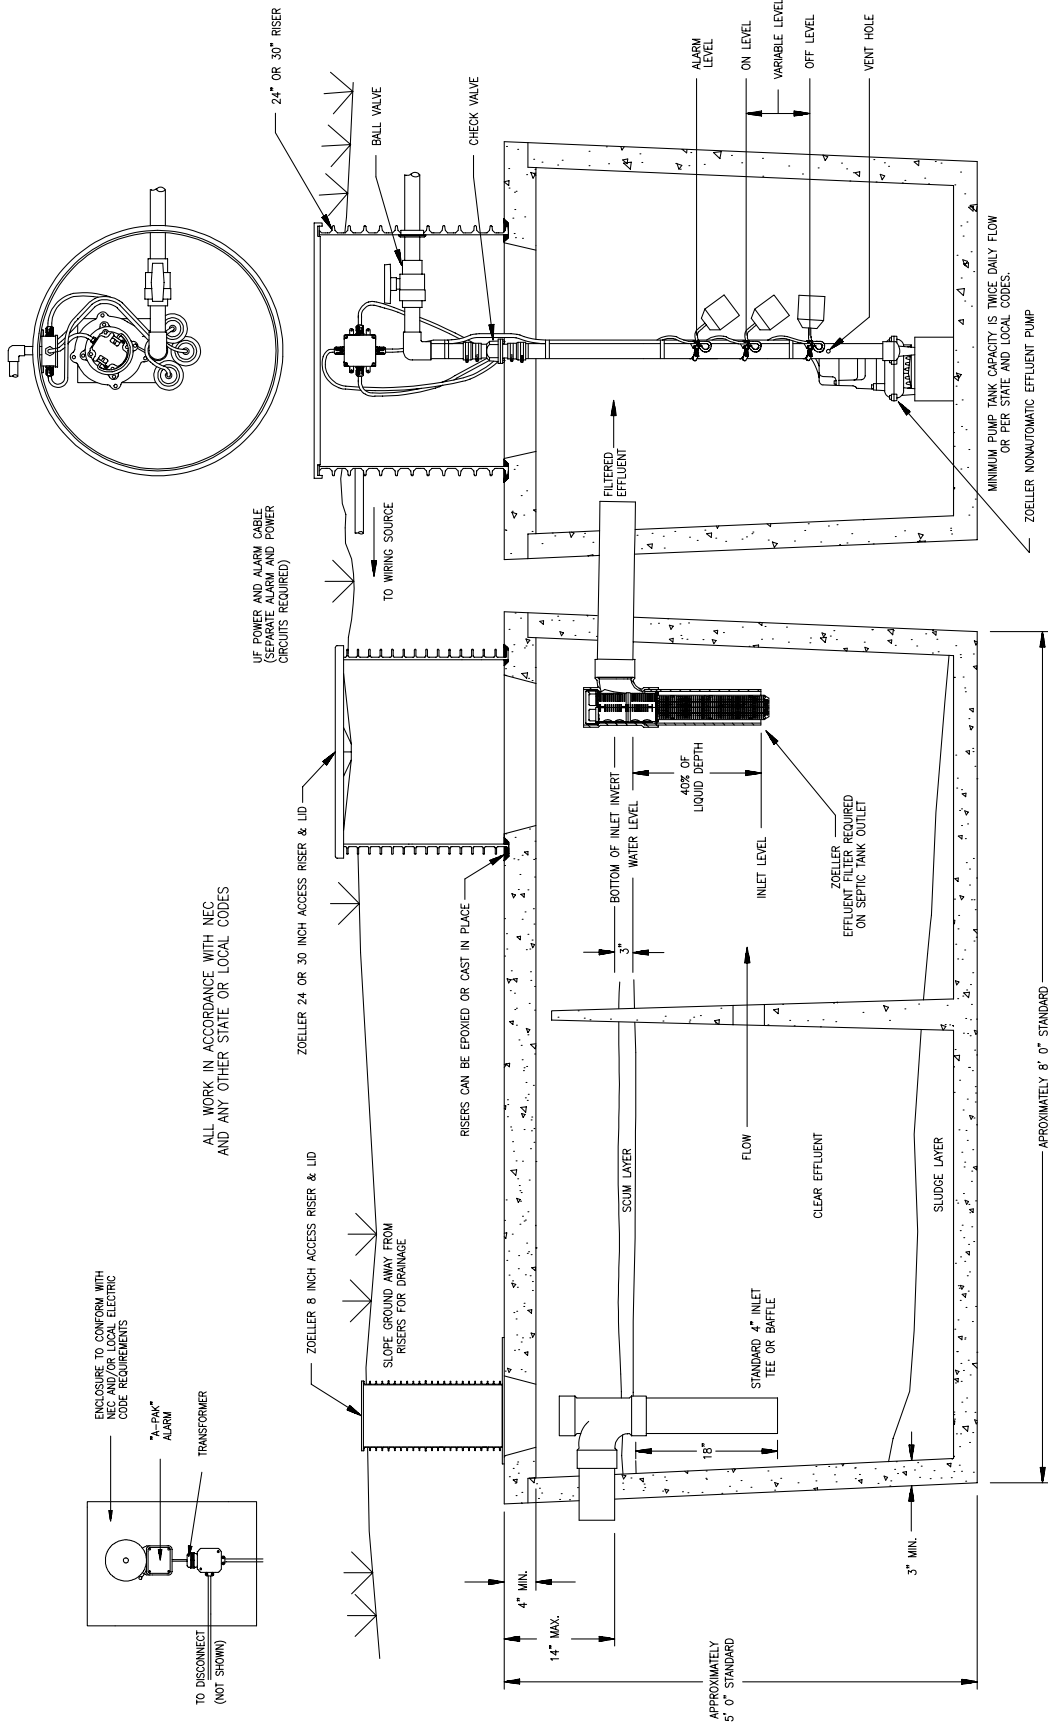 ENCLOSURE TO CONFORM WITH
NEC AND/OR LOCAL ELECTRIC
CODE REQUIREMENTS
"A-PAK"
ALARM
TRANSFORMER
TO DISCONNECT
(NOT SHOWN)
ALL WORK IN ACCORDANCE WITH NEC
AND ANY OTHER STATE OR LOCAL CODES
UF POWER AND ALARM CABLE
(SEPARATE ALARM AND POWER
CIRCUITS REQUIRED)
24" OR 30" RISER
ZOELLER 8 INCH ACCESS RISER & LID
ZOELLER 24 OR 30 INCH ACCESS RISER & LID
TO WIRING SOURCE
BALL VALVE
SLOPE GROUND AWAY FROM
RISERS FOR DRAINAGE
RISERS CAN BE EPOXIED OR CAST IN PLACE
CHECK VALVE
4" MIN.
14" MAX.
APPROXIMATELY
5' 0" STANDARD
18"
STANDARD 4" INLET
TEE OR BAFFLE
SCUM LAYER
FLOW
CLEAR EFFLUENT
SLUDGE LAYER
3" MIN.
3"
BOTTOM OF INLET INVERT
WATER LEVEL
40% OF
LIQUID DEPTH
INLET LEVEL
ZOELLER
EFFLUENT FILTER REQUIRED
ON SEPTIC TANK OUTLET
FILTERED
EFFLUENT
ALARM
LEVEL
ON LEVEL
VARIABLE LEVEL
OFF LEVEL
VENT HOLE
MINIMUM PUMP TANK CAPACITY IS TWICE DAILY FLOW
OR PER STATE AND LOCAL CODES.
ZOELLER NONAUTOMATIC EFFLUENT PUMP
APROXIMATELY 8' 0" STANDARD